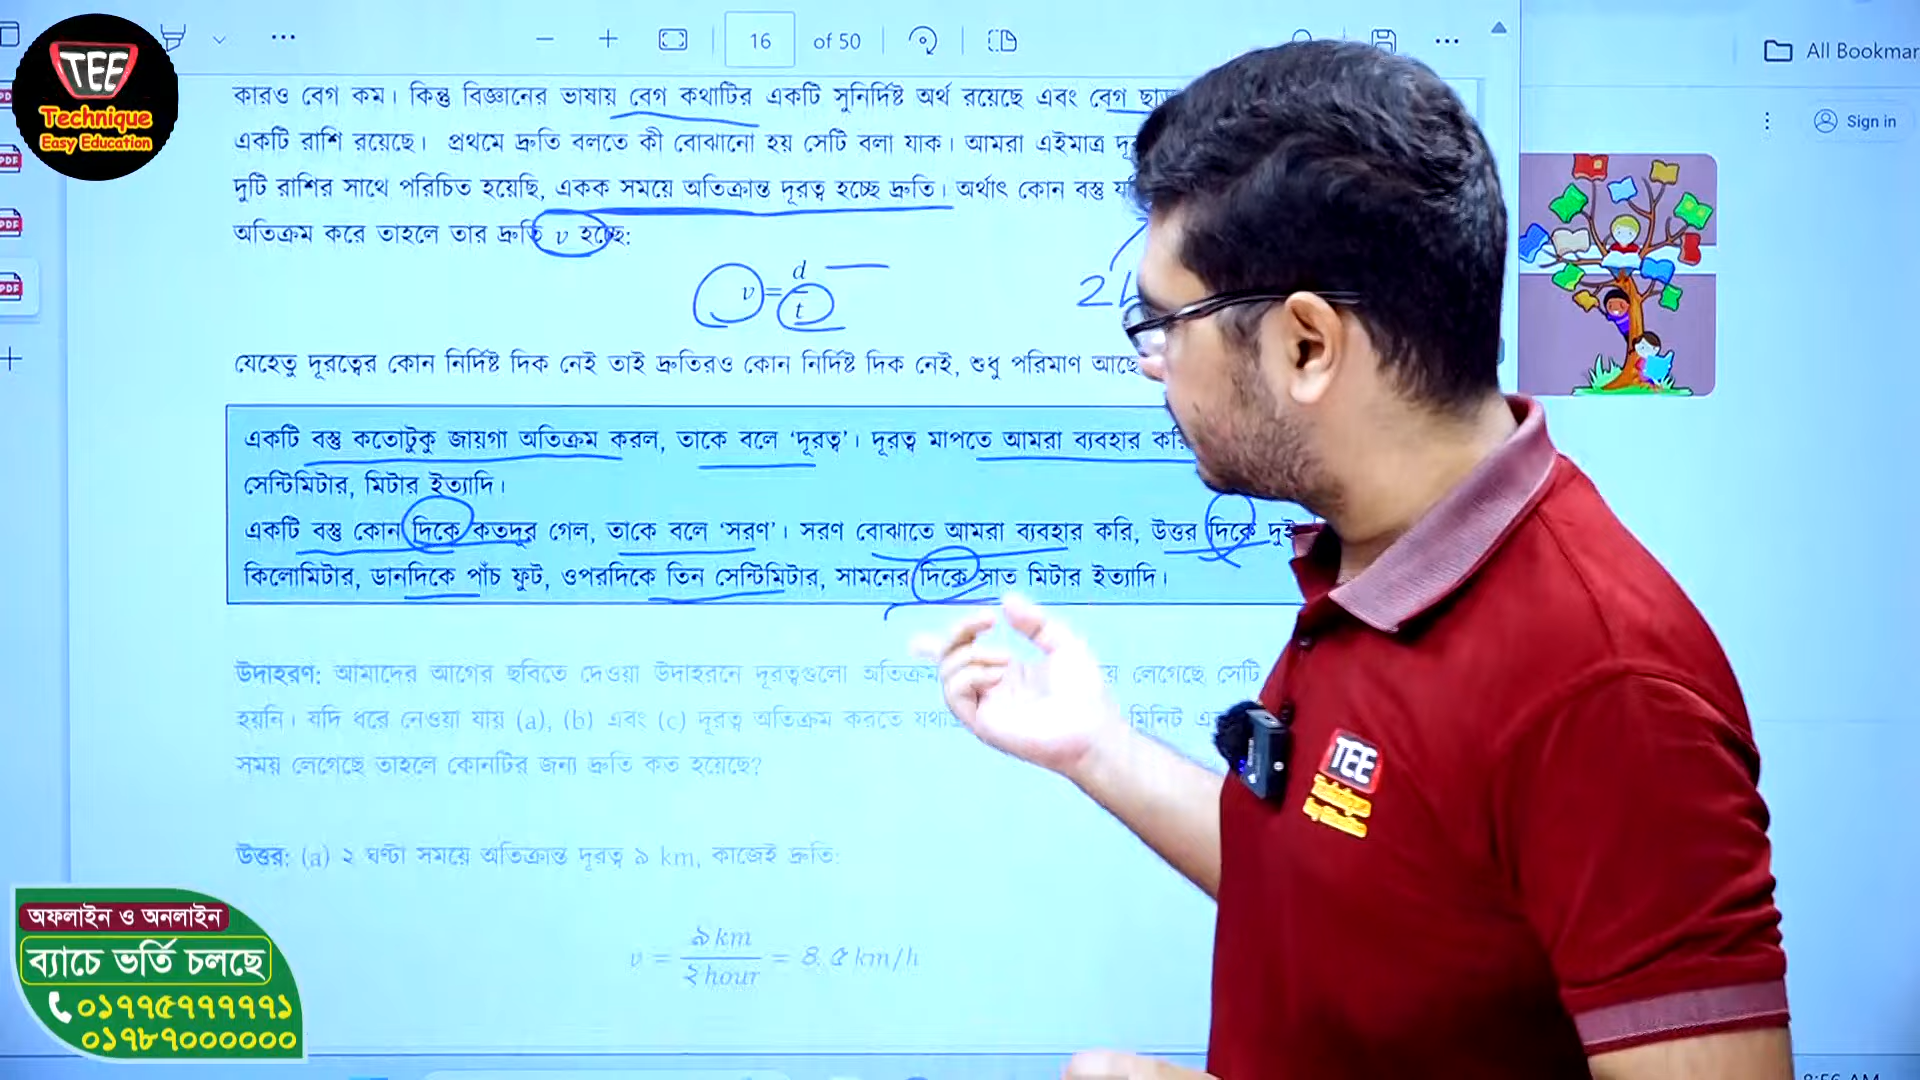 TEE
Technique
Easy Education
16 of 50
All Bookmar
Sign in
কারও বেগ কম। কিন্তু বিজ্ঞানের ভাষায় বেগ কথাটির একটি সুনির্দিষ্ট অর্থ রয়েছে এবং বেগ
একটি রাশি রয়েছে। প্রথমে দ্রুতি বলতে কী বোঝানো হয় সেটি বলা যাক। আমরা এইমাত্র
দুটি রাশির সাথে পরিচিত হয়েছি, একক সময়ে অতিক্রান্ত দূরত্ব হচ্ছে দ্রুতি। অর্থাৎ কোন বস্তু
অতিক্রম করে তাহলে তার দ্রুতি v হচ্ছে:
v = d/t
যেহেতু দূরত্বের কোন নির্দিষ্ট দিক নেই তাই দ্রুতিরও কোন নির্দিষ্ট দিক নেই, শুধু পরিমাণ আছে
একটি বস্তু কতোটুকু জায়গা অতিক্রম করল, তাকে বলে ‘দূরত্ব’। দূরত্ব মাপতে আমরা ব্যবহার
সেন্টিমিটার, মিটার ইত্যাদি।
একটি বস্তু কোন দিকে কতদূর গেল, তাকে বলে ‘সরণ’। সরণ বোঝাতে আমরা ব্যবহার করি, উত্তর দিকে দুই
কিলোমিটার, ডানদিকে পাঁচ ফুট, ওপরদিকে তিন সেন্টিমিটার, সামনের দিকে সাত মিটার ইত্যাদি।
উদাহরণ: আমাদের আগের ছবিতে দেওয়া উদাহরনে দূরত্বগুলো অতিক্রম লেগেছে সেটি
হয়নি। যদি ধরে নেওয়া যায় (a), (b) এবং (c) দূরত্ব অতিক্রম করতে মিনিট
সময় লেগেছে তাহলে কোনটির জন্য দ্রুতি কত হয়েছে?
উত্তর: (a) ২ ঘণ্টা সময়ে অতিক্রান্ত দূরত্ব ৯ km, কাজেই দ্রুতি:
v = ৯ km / ২ hour = ৪.৫ km/h
TEE
অফলাইন ও অনলাইন
ব্যাচে ভর্তি চলছে
০১৭৭৫৭৭৭৭৭১
০১৭৮৭০০০০০০